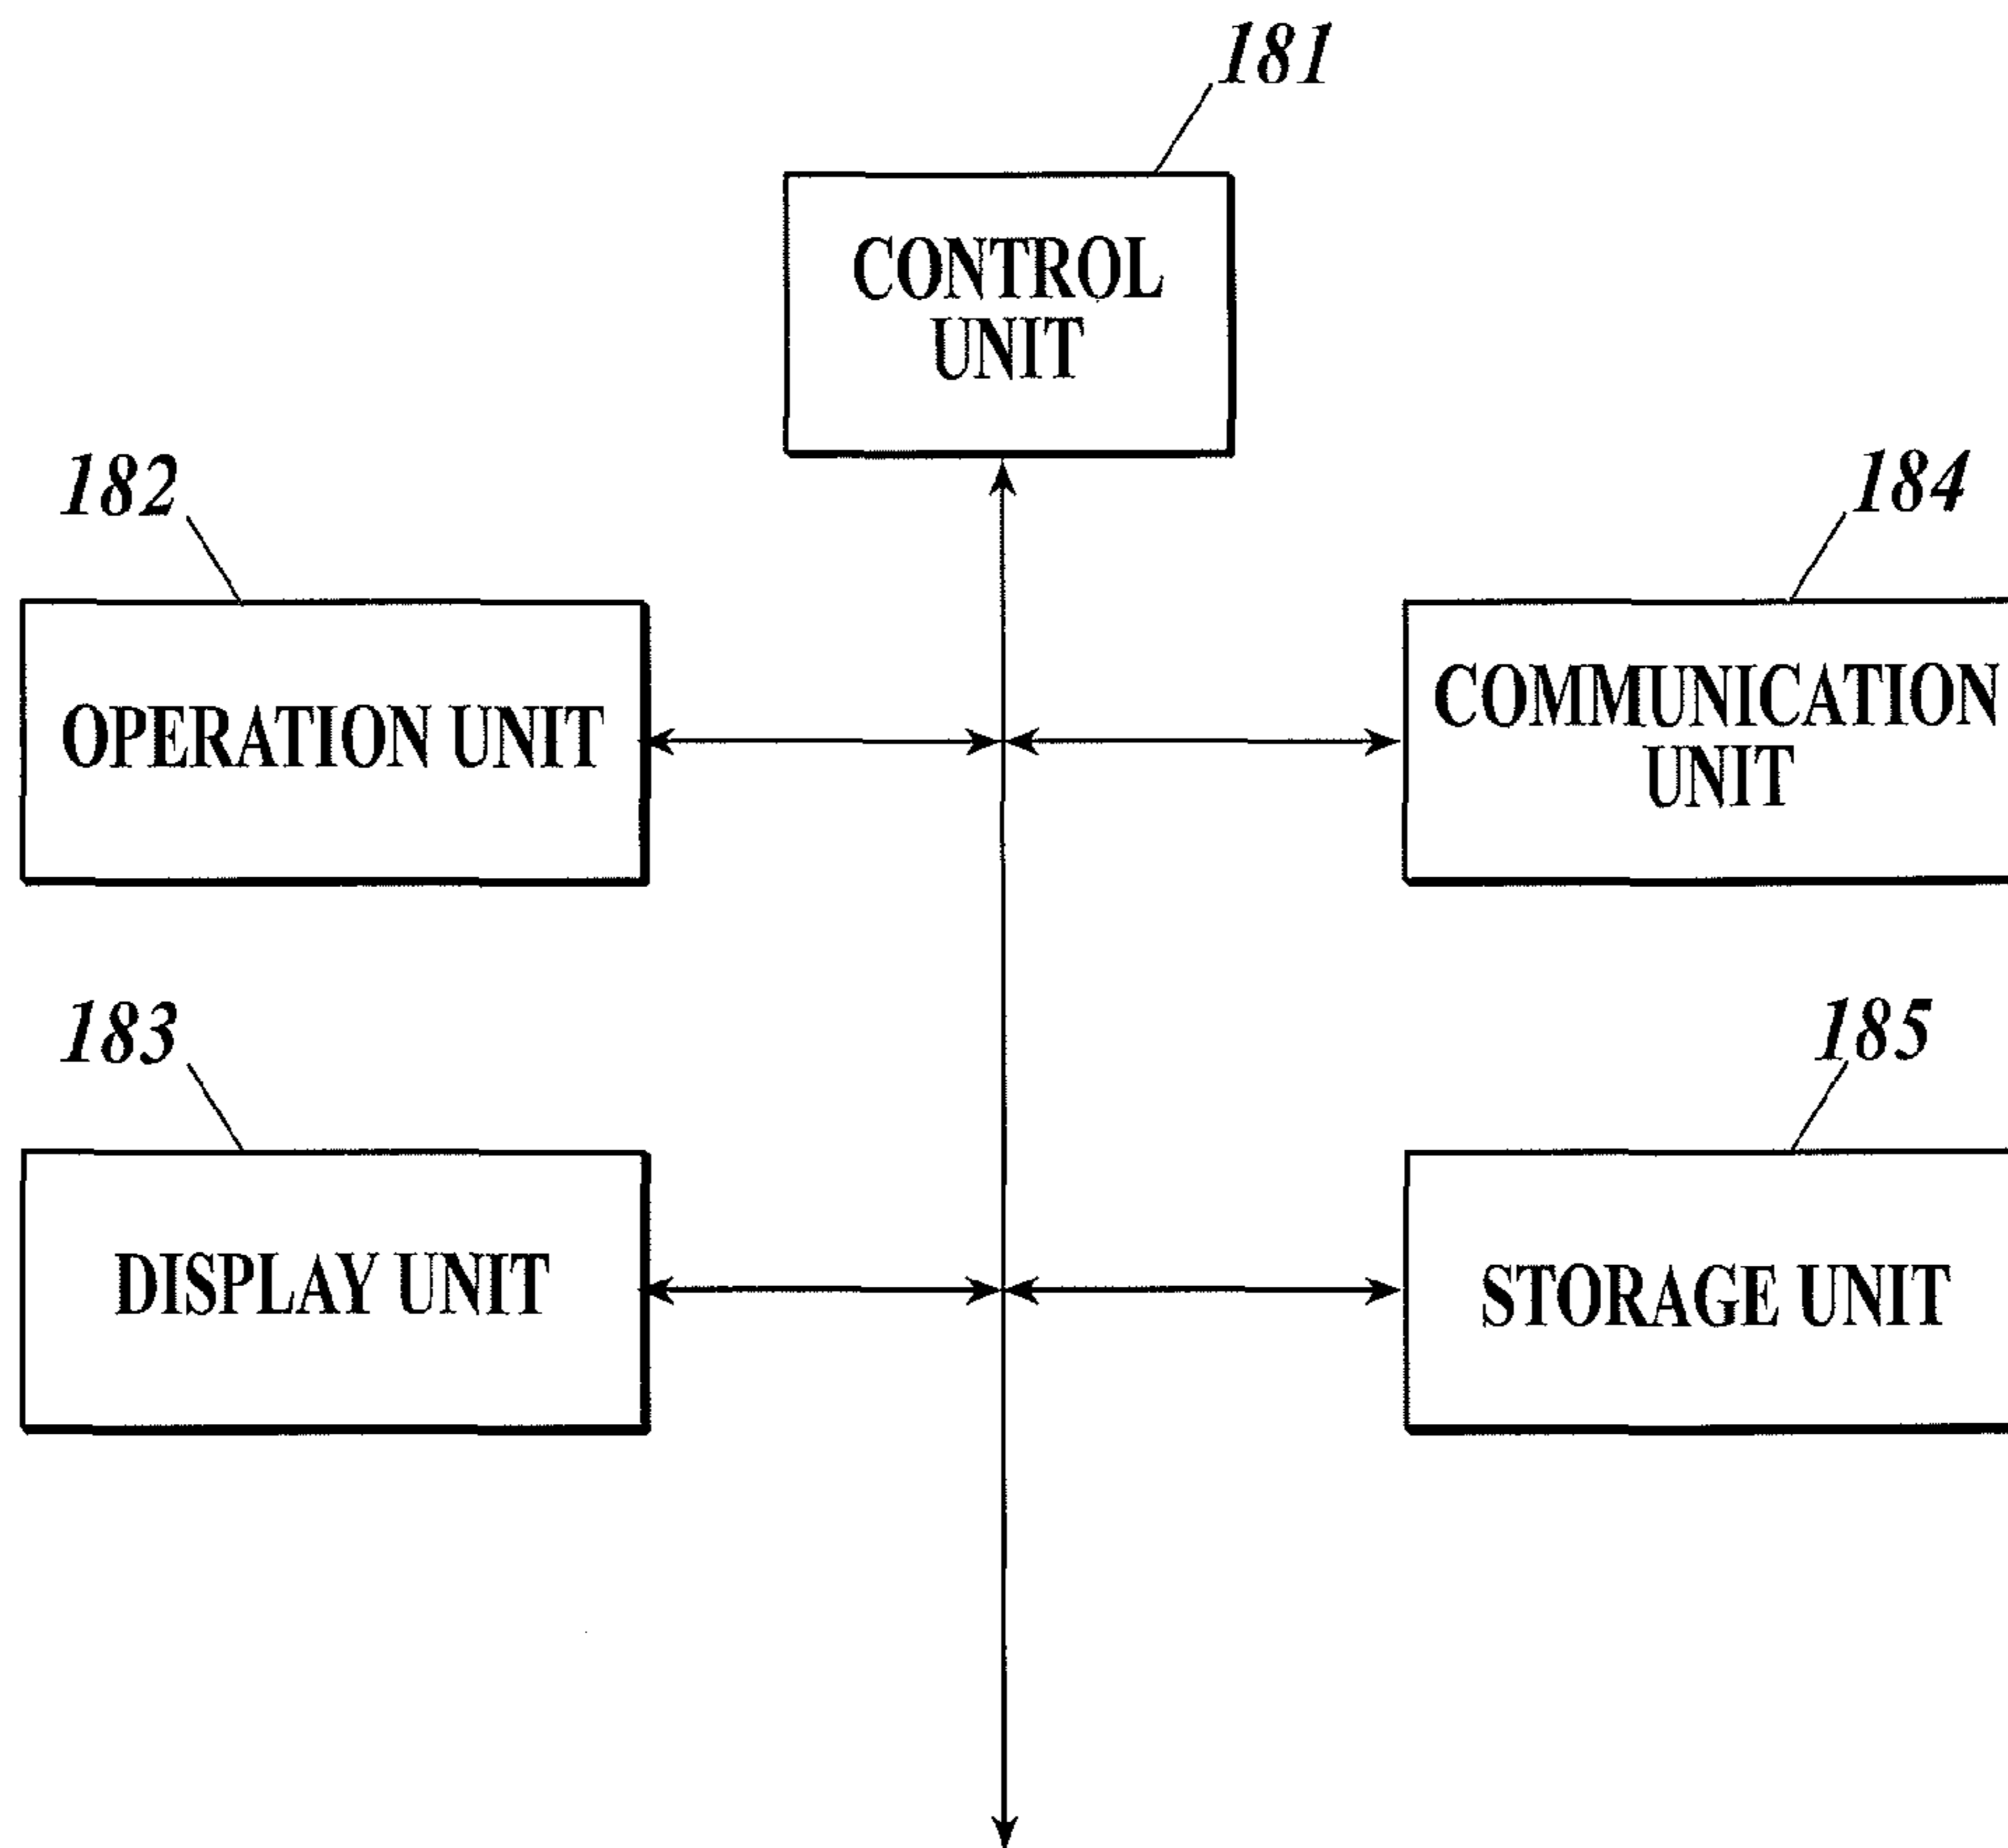 181
CONTROL
UNIT
182
184
OPERATION UNIT
COMMUNICATION
UNIT
183
185
DISPLAY UNIT
STORAGE UNIT